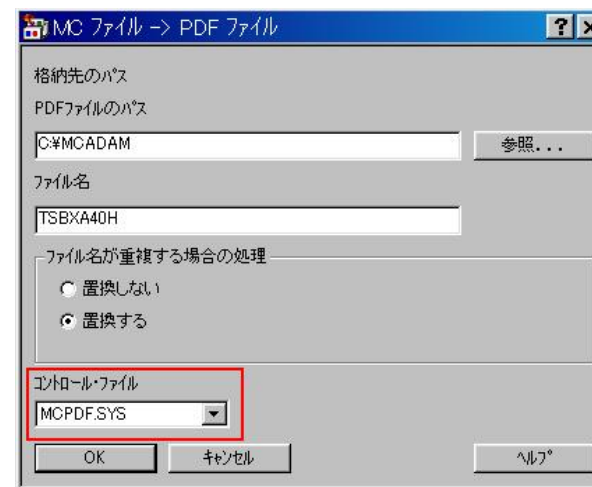 MC ファイル -> PDF ファイル
格納先のパス
PDFファイルのパス
C:¥MCADAM
参照...
ファイル名
TSBXA40H
ファイル名が重複する場合の処理
置換しない
置換する
コントロール・ファイル
MCPDF.SYS
OK
キャンセル
ヘルプ